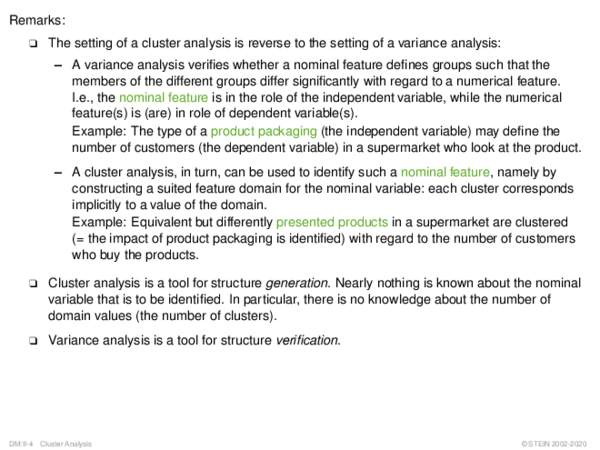 Remarks:
❑ The setting of a cluster analysis is reverse to the setting of a variance analysis:
– A variance analysis verifies whether a nominal feature defines groups such that the
members of the different groups differ significantly with regard to a numerical feature.
I.e., the nominal feature is in the role of the independent variable, while the numerical
feature(s) is (are) in role of dependent variable(s).
Example: The type of a product packaging (the independent variable) may define the
number of customers (the dependent variable) in a supermarket who look at the product.
– A cluster analysis, in turn, can be used to identify such a nominal feature, namely by
constructing a suited feature domain for the nominal variable: each cluster corresponds
implicitly to a value of the domain.
Example: Equivalent but differently presented products in a supermarket are clustered
(= the impact of product packaging is identified) with regard to the number of customers
who buy the products.
❑ Cluster analysis is a tool for structure generation. Nearly nothing is known about the nominal
variable that is to be identified. In particular, there is no knowledge about the number of
domain values (the number of clusters).
❑ Variance analysis is a tool for structure verification.
DM:II-4 Cluster Analysis
© STEIN 2002-2020